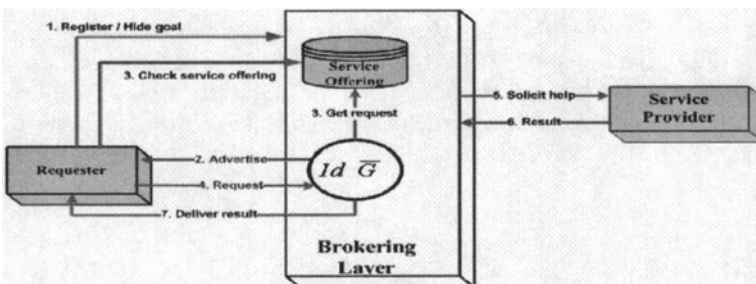 1. Register / Hide goal
3. Check service offering
Service
Offering
3. Get request
5. Solicit help
6. Result
Service
Provider
Requester
2. Advertise
4. Request
Id G̅
7. Deliver result
Brokering
Layer